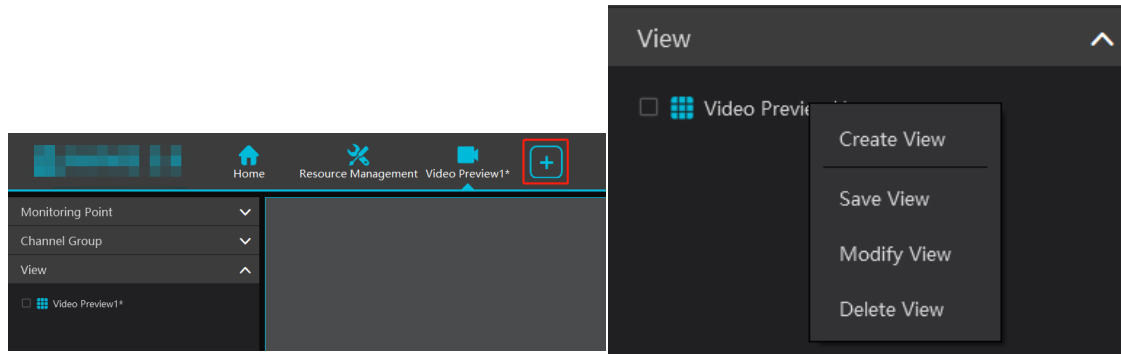 Home
Resource Management
Video Preview1*
Monitoring Point
Channel Group
View
Video Preview1*
View
Video
Create View
Save View
Modify View
Delete View